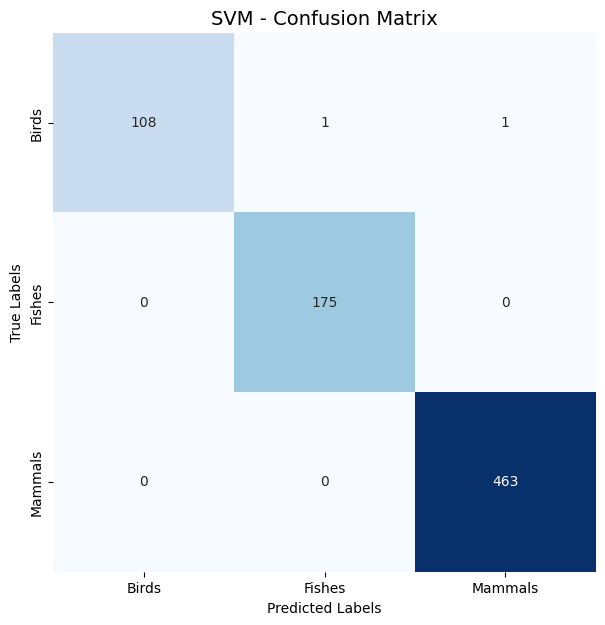 SVM - Confusion Matrix
True Labels
Birds
108 1 1
Fishes
0 175 0
Mammals
0 0 463
Birds Fishes Mammals
Predicted Labels